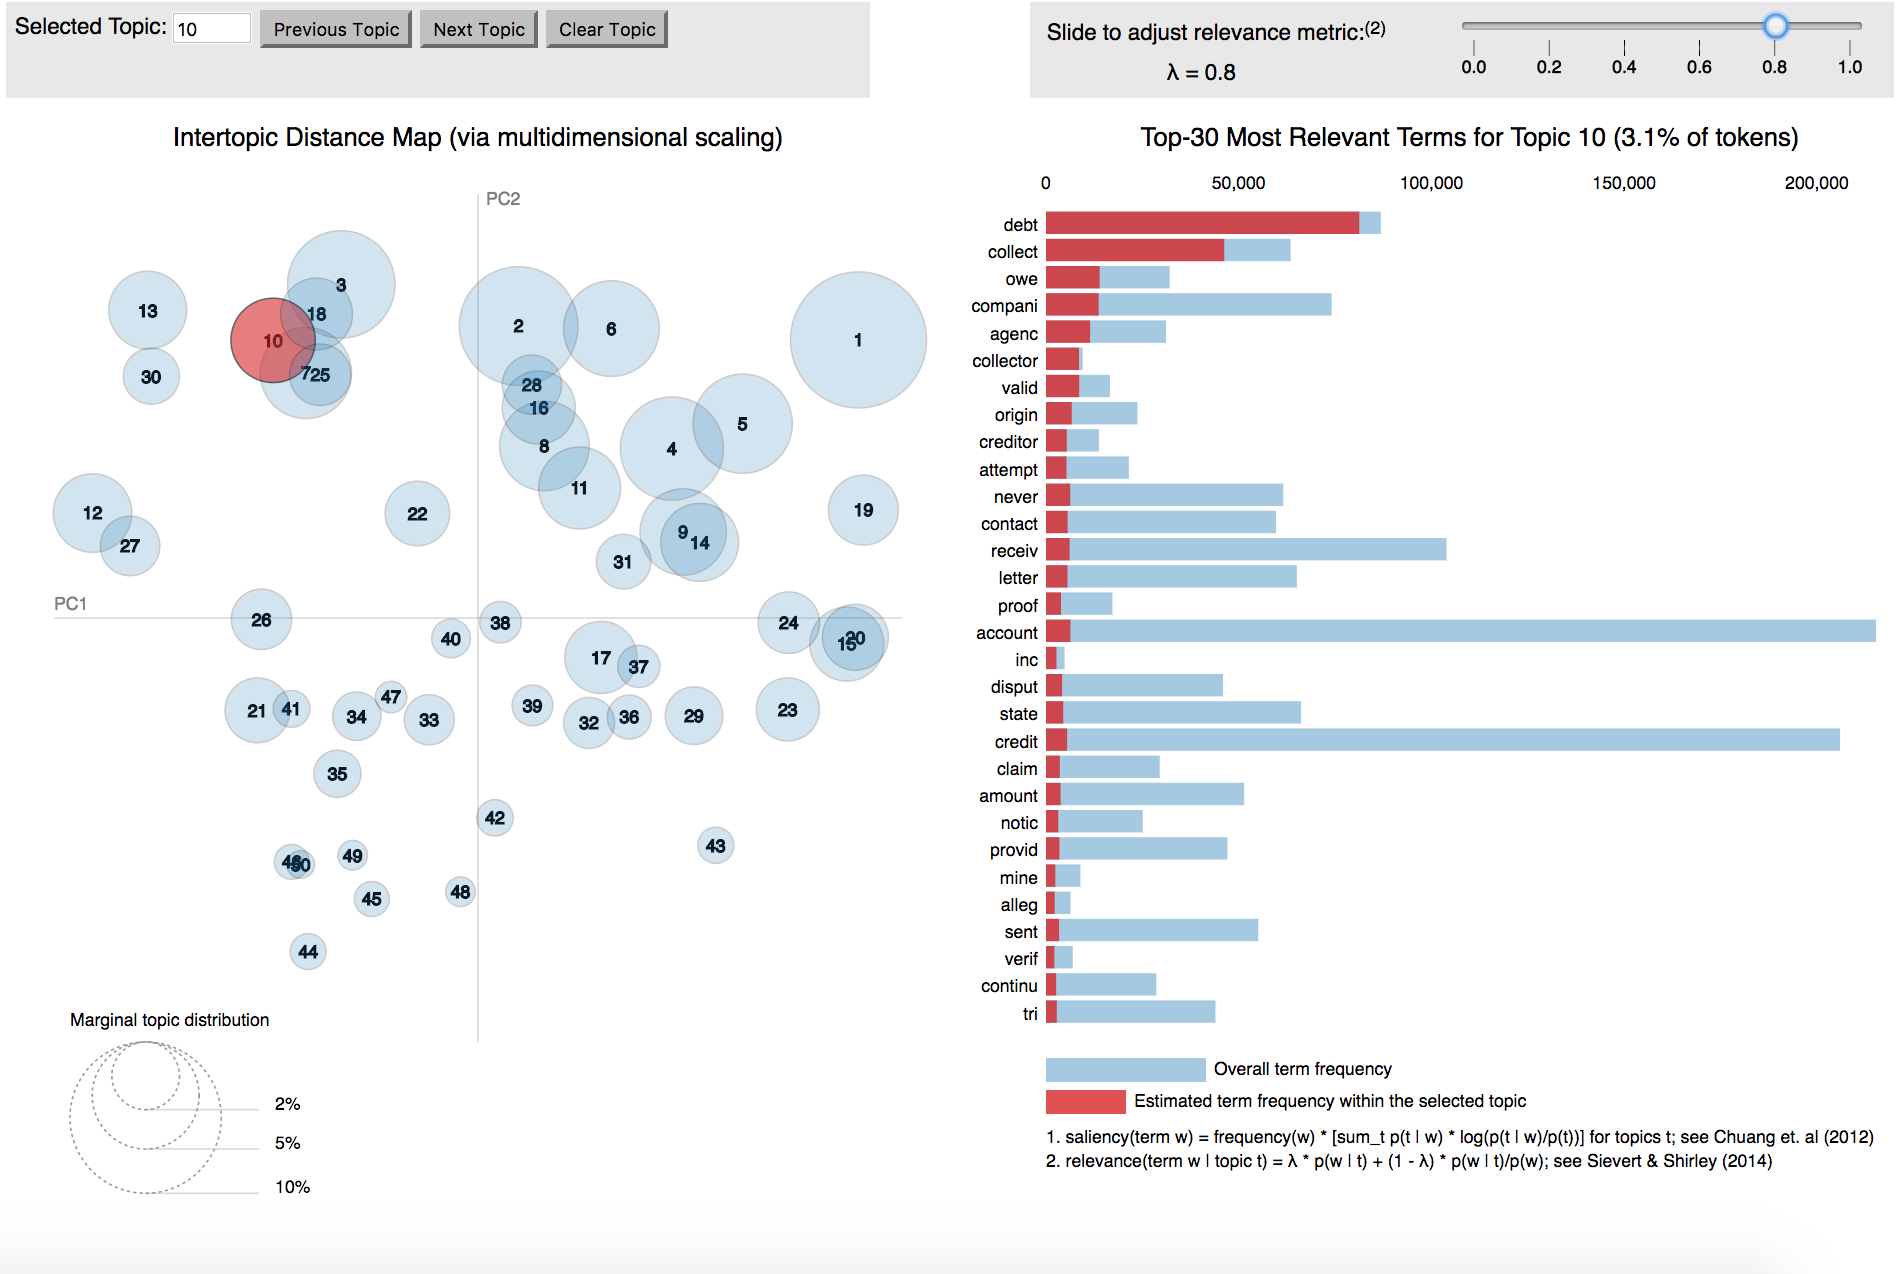 Selected Topic: 10 Previous Topic Next Topic Clear Topic
Slide to adjust relevance metric:(2)
λ = 0.8
0.0 0.2 0.4 0.6 0.8 1.0
Intertopic Distance Map (via multidimensional scaling)
PC2
PC1
3
13
18
10
2
6
1
30
7
25
28
16
5
8
4
11
12
22
19
27
9
14
31
26
38
24
20
15
40
17
37
47
21
41
34
33
39
32
36
29
23
35
42
43
49
46
50
45
48
44
Marginal topic distribution
2%
5%
10%
Top-30 Most Relevant Terms for Topic 10 (3.1% of tokens)
0 50,000 100,000 150,000 200,000
debt
collect
owe
compani
agenc
collector
valid
origin
creditor
attempt
never
contact
receiv
letter
proof
account
inc
disput
state
credit
claim
amount
notic
provid
mine
alleg
sent
verif
continu
tri
Overall term frequency
Estimated term frequency within the selected topic
1. saliency(term w) = frequency(w) * [sum_t p(t | w) * log(p(t | w)/p(t))] for topics t; see Chuang et. al (2012)
2. relevance(term w | topic t) = λ * p(w | t) + (1 - λ) * p(w | t)/p(w); see Sievert & Shirley (2014)